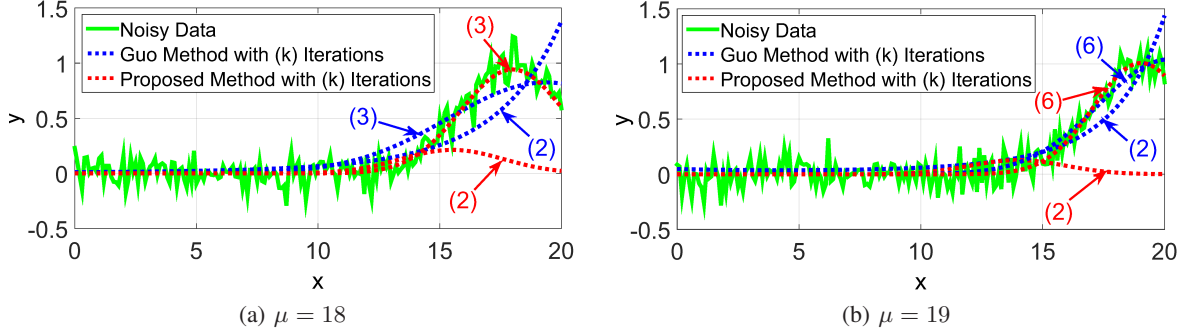 1.5
1
0.5
0
-0.5
y
Noisy Data
Guo Method with (k) Iterations
Proposed Method with (k) Iterations
(3)
(3)
(2)
(2)
0 5 10 15 20
x
(a) μ = 18
1.5
1
0.5
0
-0.5
y
Noisy Data
Guo Method with (k) Iterations
Proposed Method with (k) Iterations
(6)
(6)
(2)
(2)
0 5 10 15 20
x
(b) μ = 19